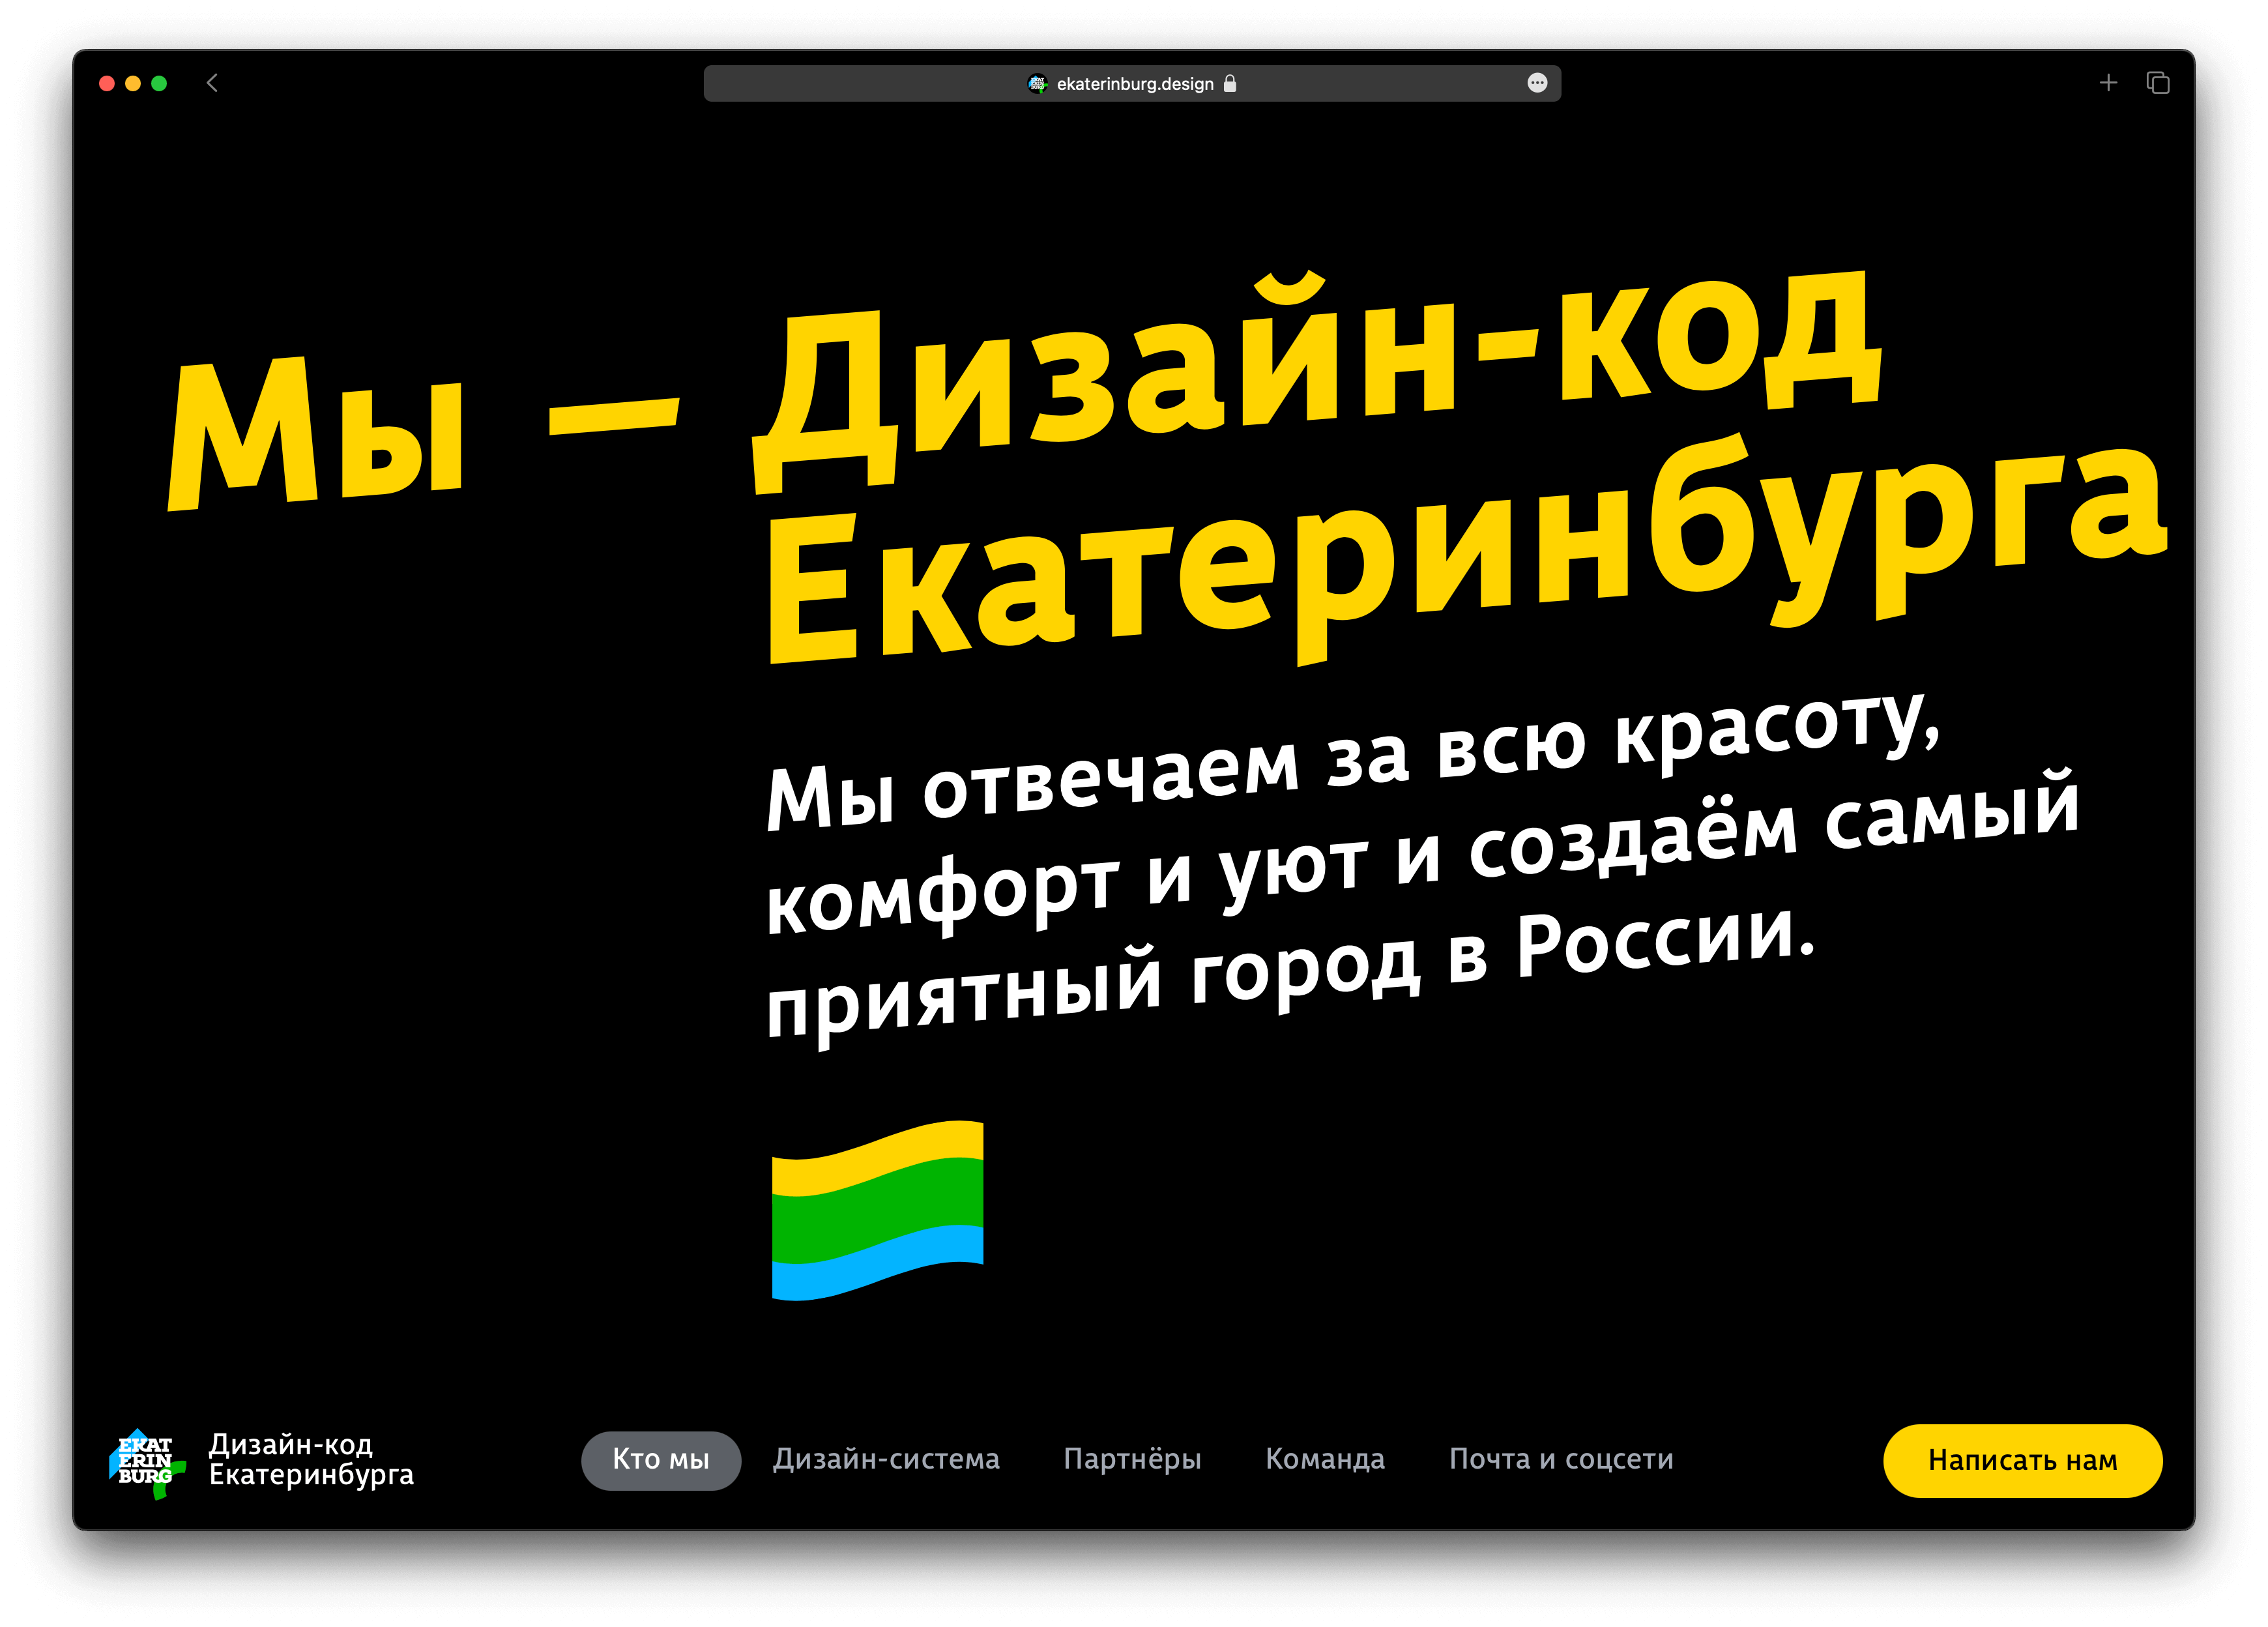 ekaterinburg.design
Мы — Дизайн-код
Екатеринбурга
Мы отвечаем за всю красоту,
комфорт и уют и создаём самый
приятный город в России.
EKAT
ERIN
BURG
Дизайн-код
Екатеринбурга
Кто мы
Дизайн-система
Партнёры
Команда
Почта и соцсети
Написать нам